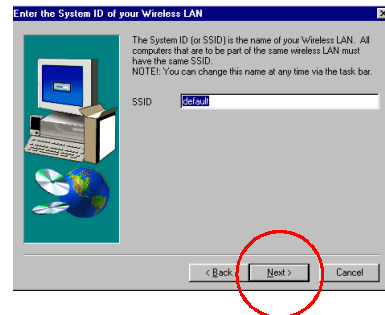 Enter the System ID of your Wireless LAN
The System ID (or SSID) is the name of your Wireless LAN. All
computers that are to be part of the same wireless LAN must
have the same SSID.
NOTE!: You can change this name at any time via the task bar.
SSID default
< Back Next > Cancel